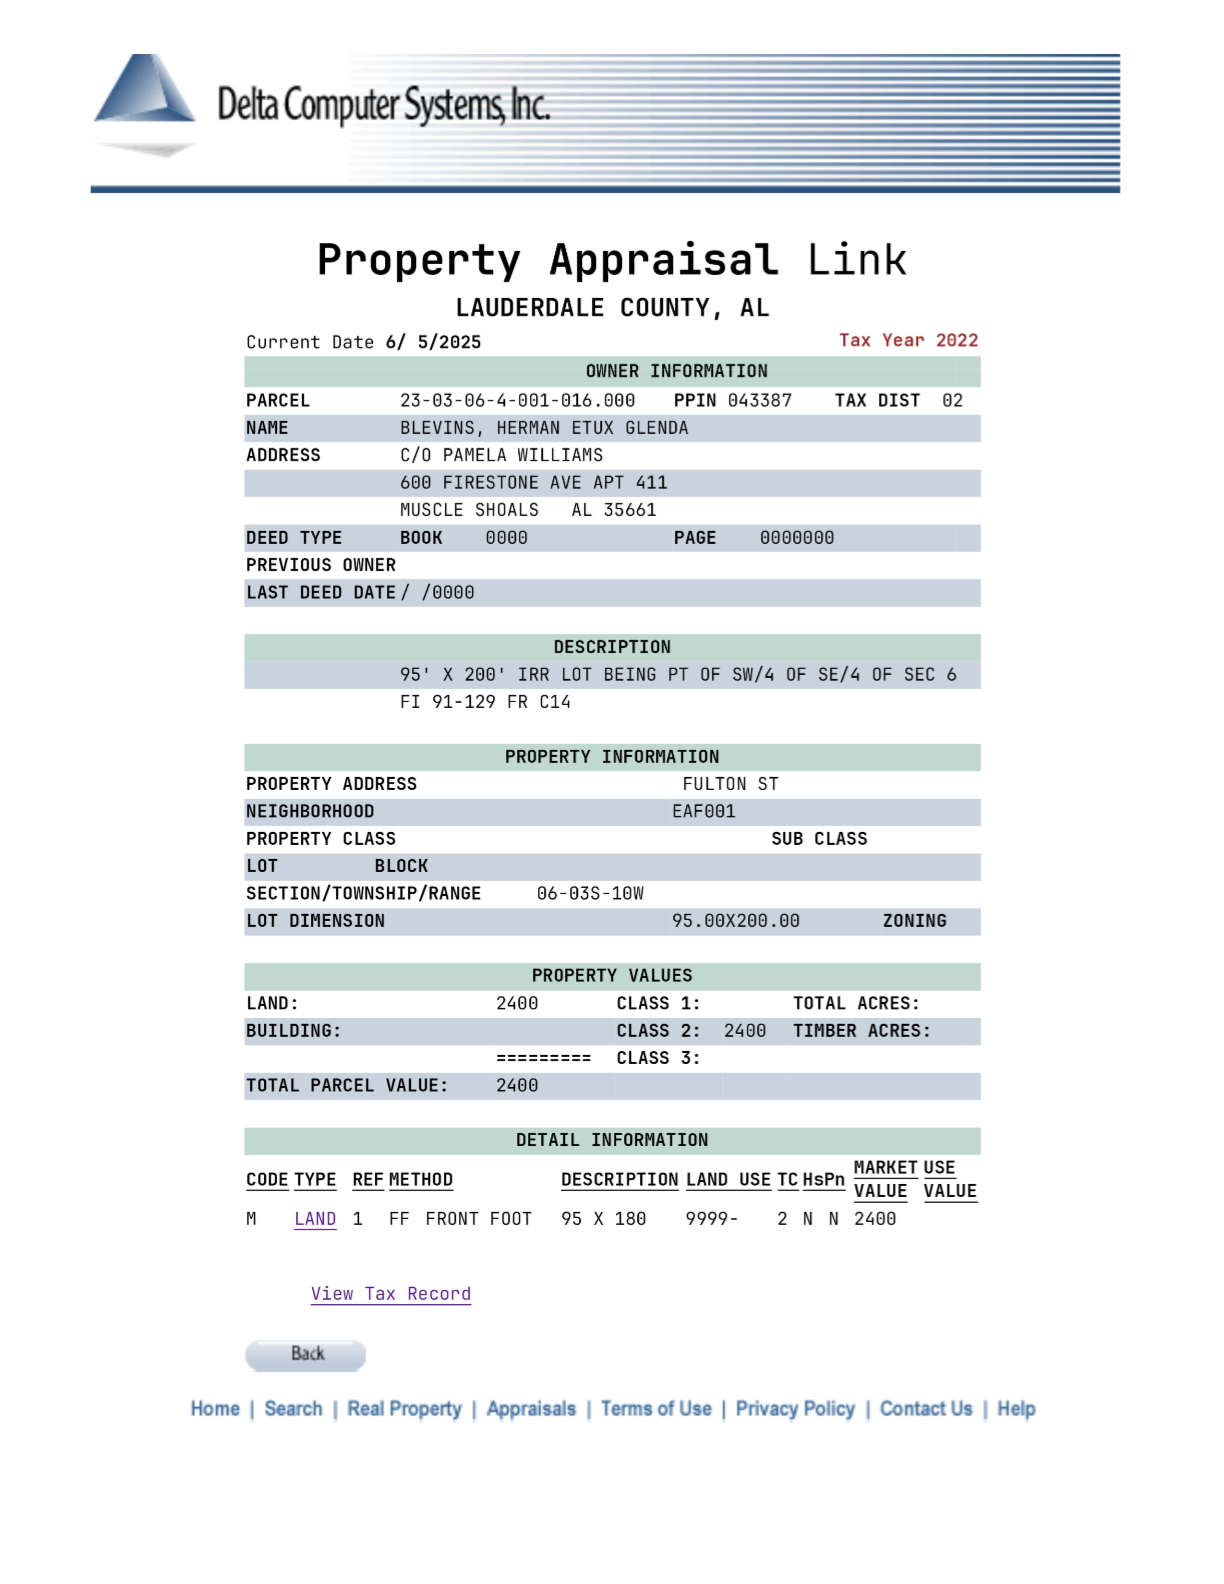 Delta Computer Systems, Inc.
Property Appraisal Link
LAUDERDALE COUNTY, AL
Current Date 6/ 5/2025 Tax Year 2022
OWNER INFORMATION
PARCEL 23-03-06-4-001-016.000 PPIN 043387 TAX DIST 02
NAME BLEVINS, HERMAN ETUX GLENDA
ADDRESS C/O PAMELA WILLIAMS
600 FIRESTONE AVE APT 411
MUSCLE SHOALS AL 35661
DEED TYPE BOOK 0000 PAGE 0000000
PREVIOUS OWNER
LAST DEED DATE / /0000
DESCRIPTION
95' X 200' IRR LOT BEING PT OF SW/4 OF SE/4 OF SEC 6
FI 91-129 FR C14
PROPERTY INFORMATION
PROPERTY ADDRESS FULTON ST
NEIGHBORHOOD EAF001
PROPERTY CLASS SUB CLASS
LOT BLOCK
SECTION/TOWNSHIP/RANGE 06-03S-10W
LOT DIMENSION 95.00X200.00 ZONING
PROPERTY VALUES
LAND: 2400 CLASS 1: TOTAL ACRES:
BUILDING: CLASS 2: 2400 TIMBER ACRES:
========= CLASS 3:
TOTAL PARCEL VALUE: 2400
DETAIL INFORMATION
CODE TYPE REF METHOD DESCRIPTION LAND USE TC HsPn MARKET VALUE USE VALUE
M LAND 1 FF FRONT FOOT 95 X 180 9999- 2 N N 2400
View Tax Record
Back
Home | Search | Real Property | Appraisals | Terms of Use | Privacy Policy | Contact Us | Help